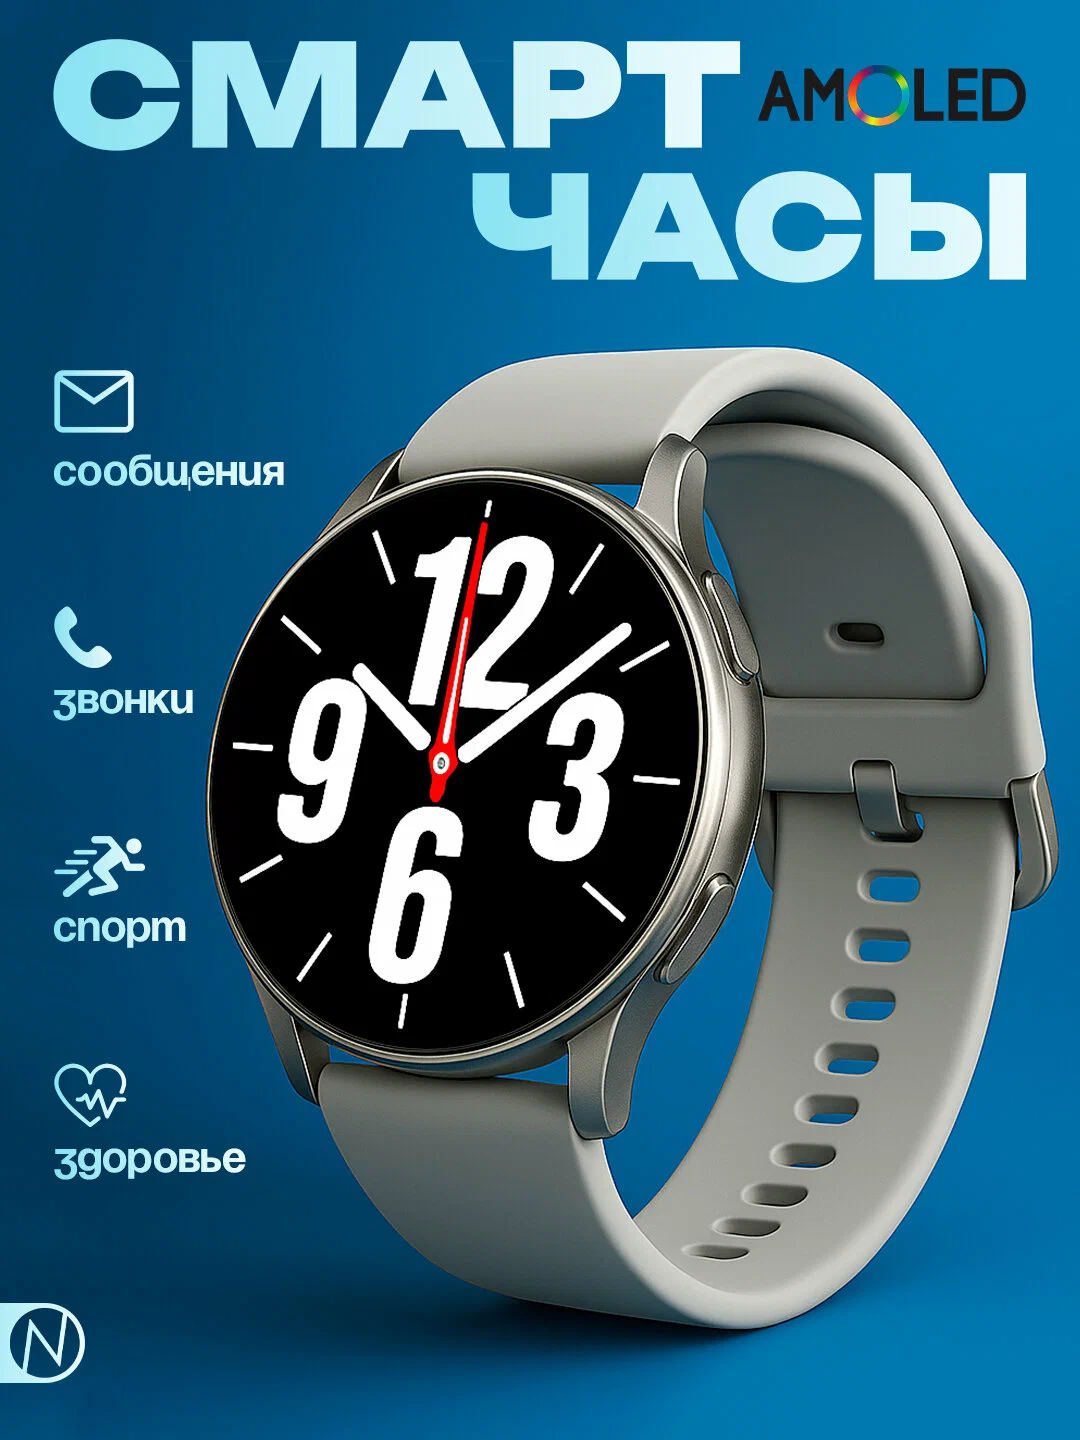 СМАРТ AMOLED
ЧАСЫ
сообщения
звонки
спорт
здоровье
12
9
3
6
N